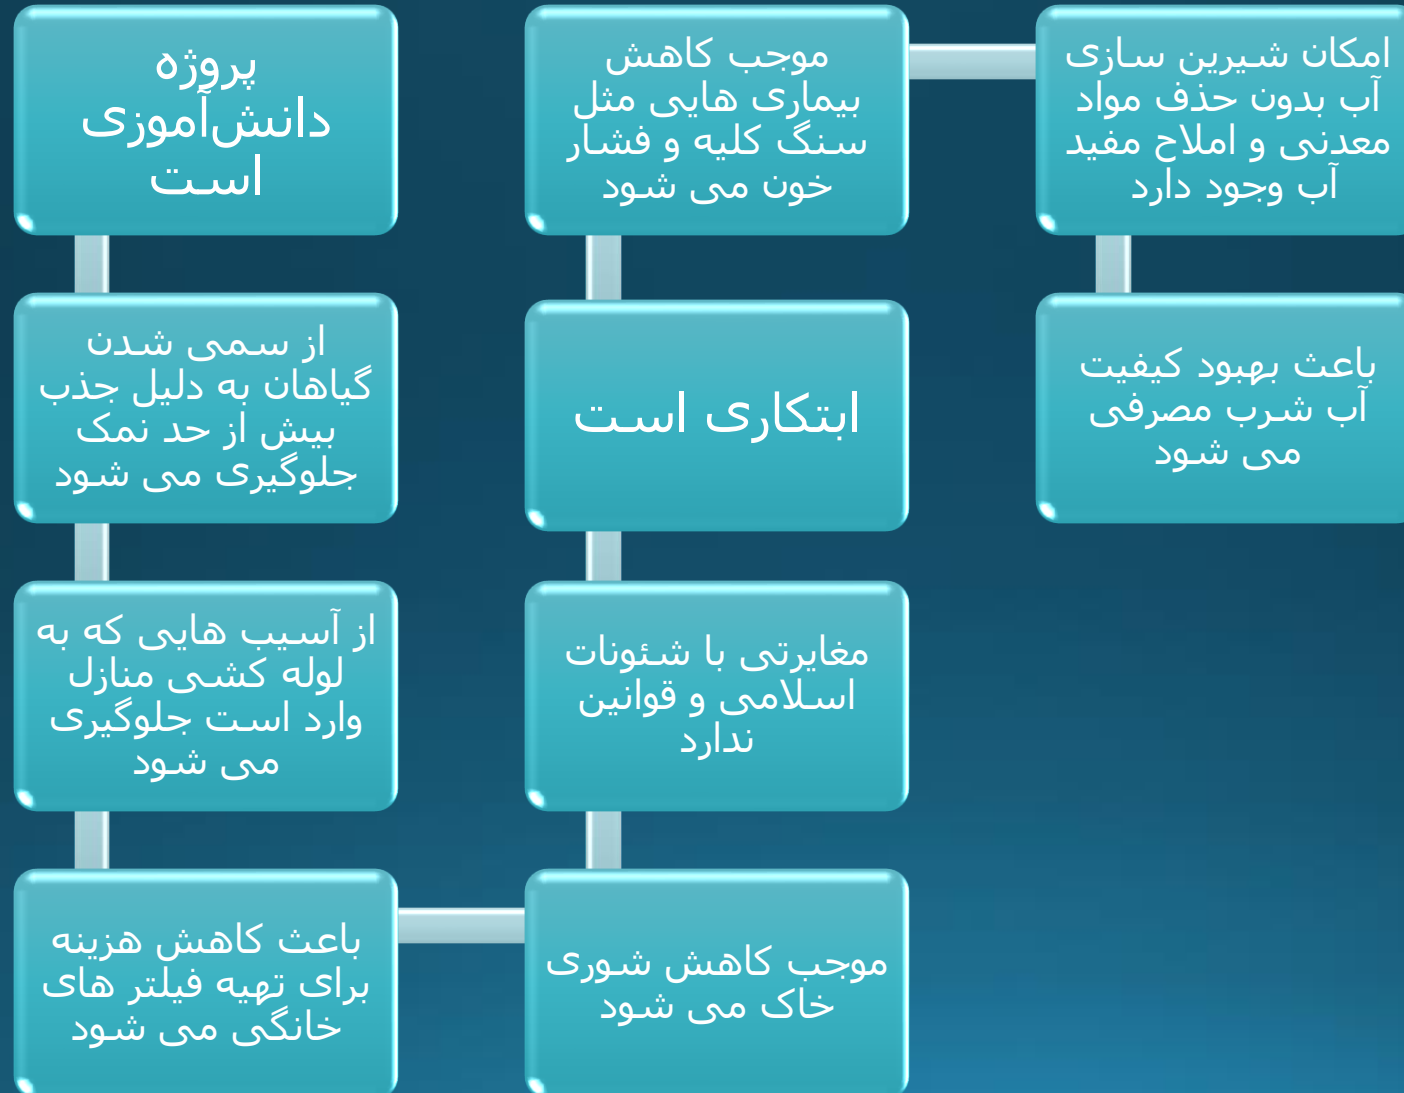 پروژه
دانش‌آموزی
است
از سمی شدن
گیاهان به دلیل جذب
بیش از حد نمک
جلوگیری می شود
از آسیب هایی که به
لوله کشی منازل
وارد است جلوگیری
می شود
باعث کاهش هزینه
برای تهیه فیلتر های
خانگی می شود
موجب کاهش شوری
خاک می شود
مغایرتی با شئونات
اسلامی و قوانین
ندارد
ابتکاری است
موجب کاهش
بیماری هایی مثل
سنگ کلیه و فشار
خون می شود
امکان شیرین سازی
آب بدون حذف مواد
معدنی و املاح مفید
آب وجود دارد
باعث بهبود کیفیت
آب شرب مصرفی
می شود